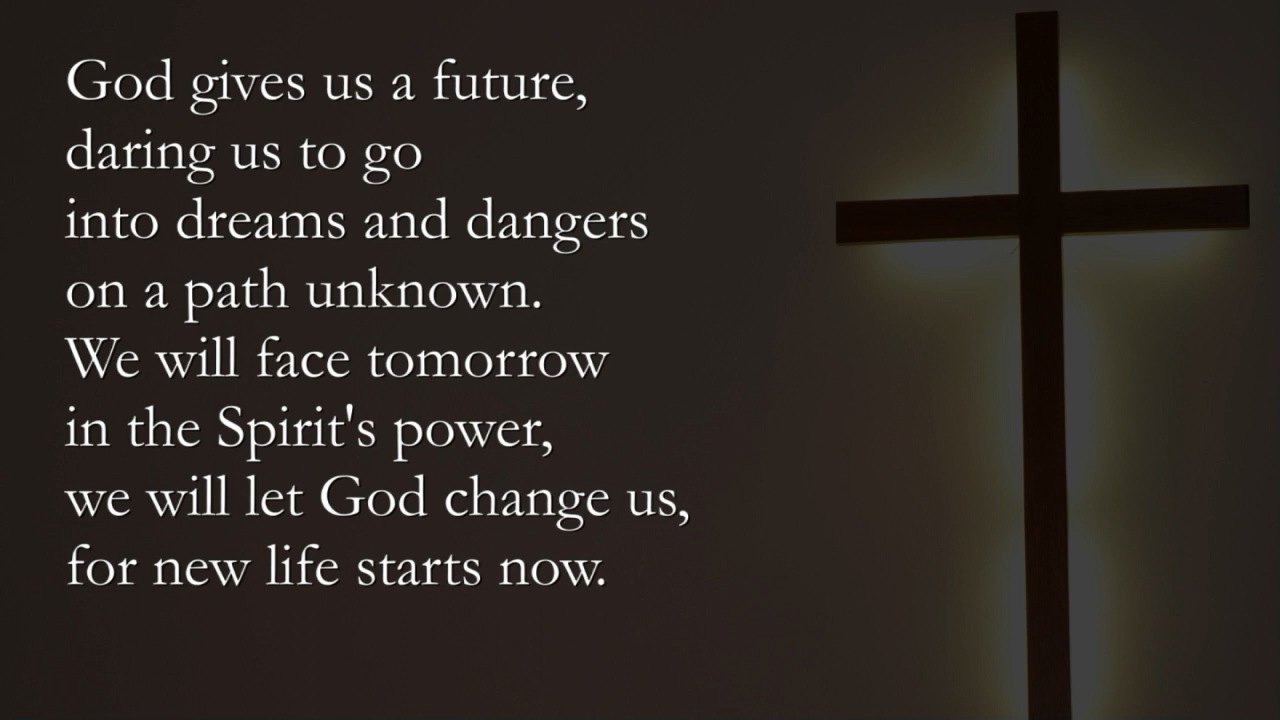 God gives us a future,
daring us to go
into dreams and dangers
on a path unknown.
We will face tomorrow
in the Spirit's power,
we will let God change us,
for new life starts now.